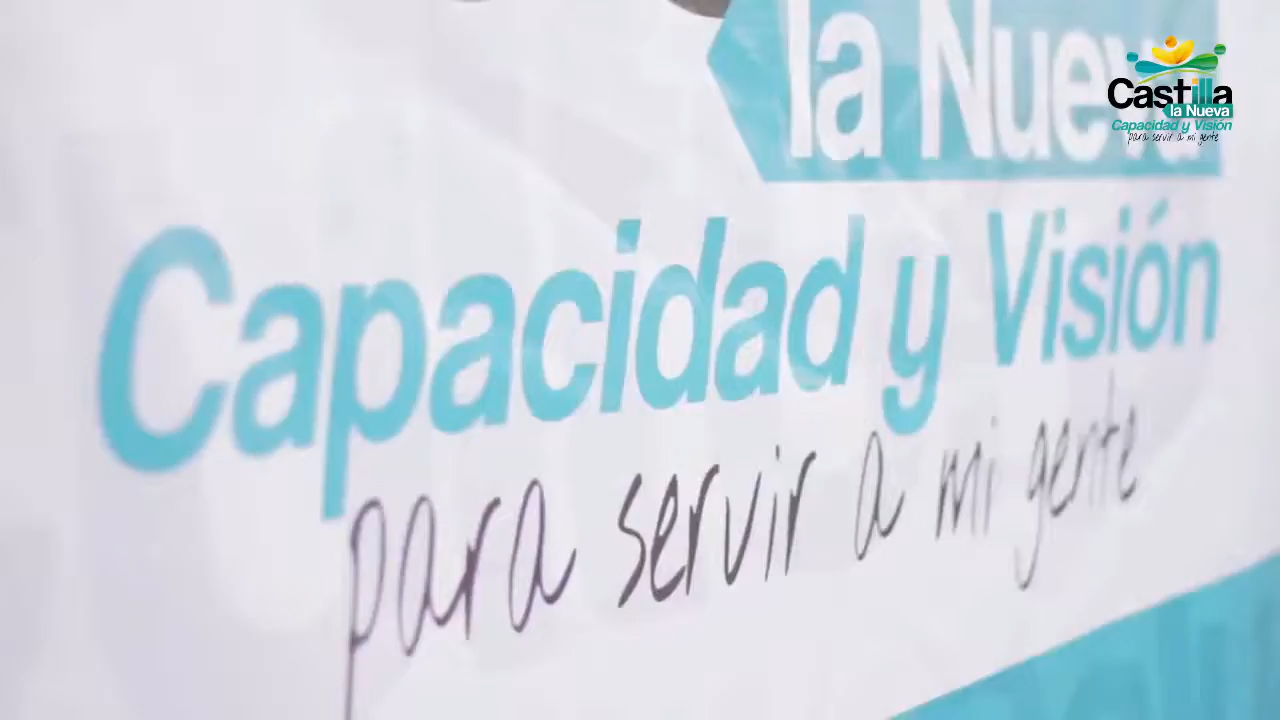 la Nueva
Capacidad y Visión
para servir a mi gente
Castilla
la Nueva
Capacidad y Visión
para servir a mi gente